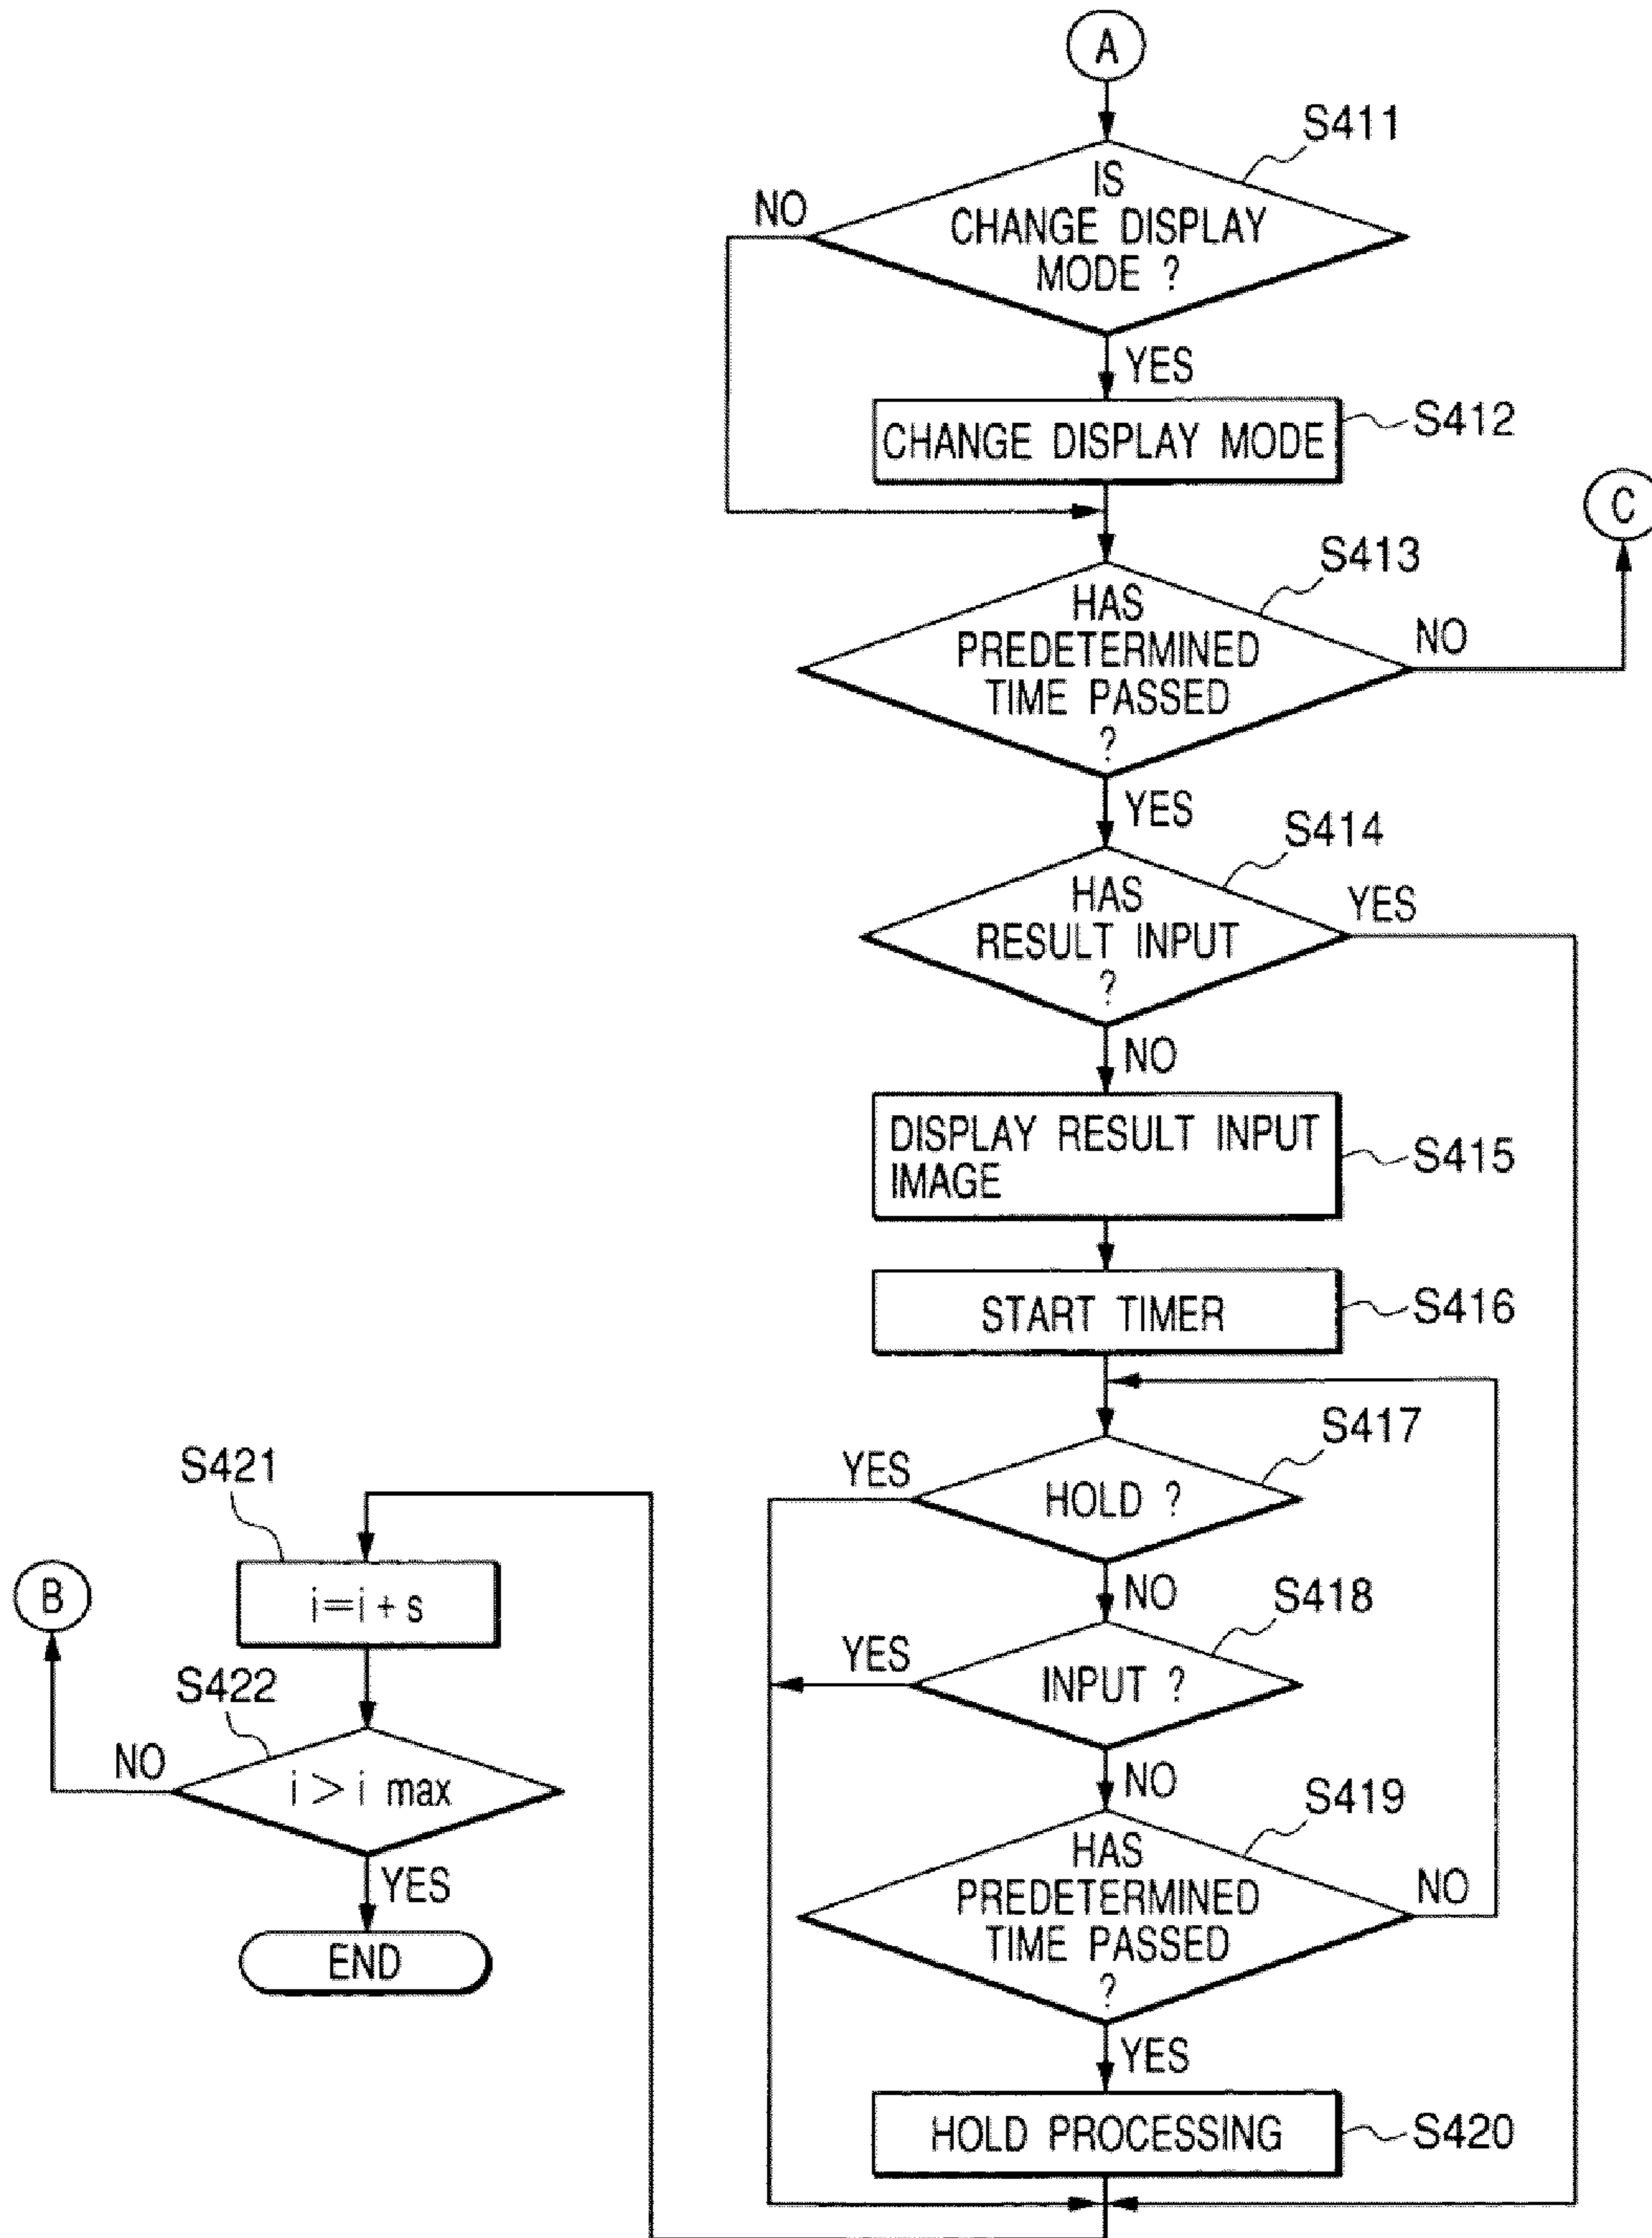 A
S411
IS
CHANGE DISPLAY
MODE ?
NO
YES
CHANGE DISPLAY MODE
S412
C
S413
HAS
PREDETERMINED
TIME PASSED
?
NO
YES
S414
HAS
RESULT INPUT
?
YES
NO
DISPLAY RESULT INPUT
IMAGE
S415
START TIMER
S416
S417
HOLD ?
YES
NO
S418
INPUT ?
YES
NO
S419
HAS
PREDETERMINED
TIME PASSED
?
NO
YES
HOLD PROCESSING
S420
S421
i=i+s
B
S422
i > i max
NO
YES
END